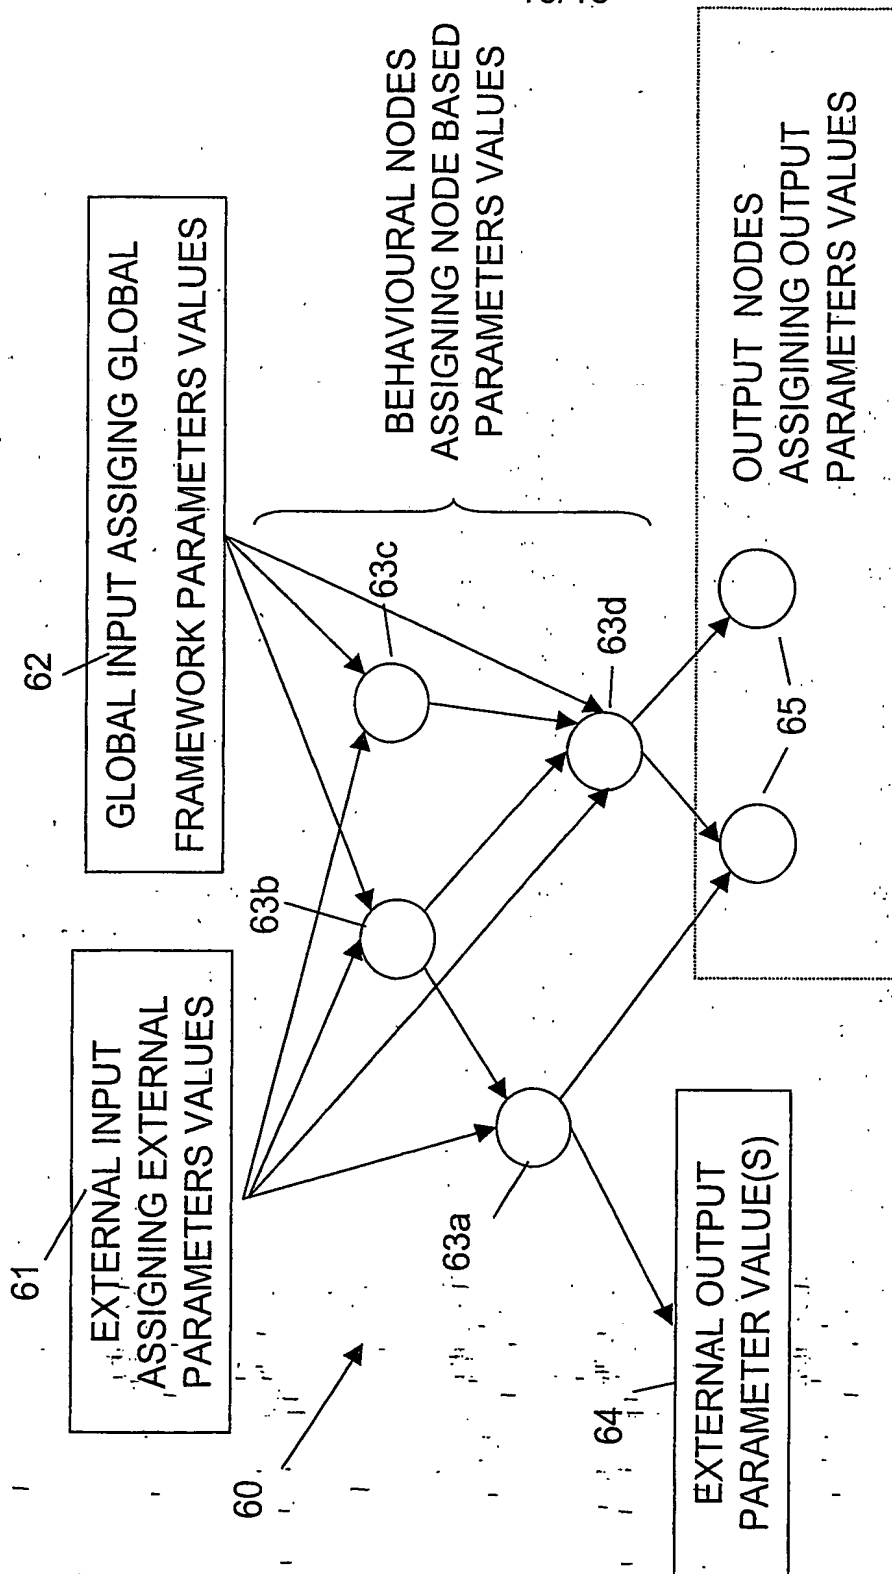 61
EXTERNAL INPUT
ASSIGNING EXTERNAL
PARAMETERS VALUES
62
GLOBAL INPUT ASSIGING GLOBAL
FRAMEWORK PARAMETERS VALUES
60
63a
63b
63c
63d
BEHAVIOURAL NODES
ASSIGNING NODE BASED
PARAMETERS VALUES
64
EXTERNAL OUTPUT
PARAMETER VALUE(S)
65
OUTPUT NODES
ASSIGINING OUTPUT
PARAMETERS VALUES